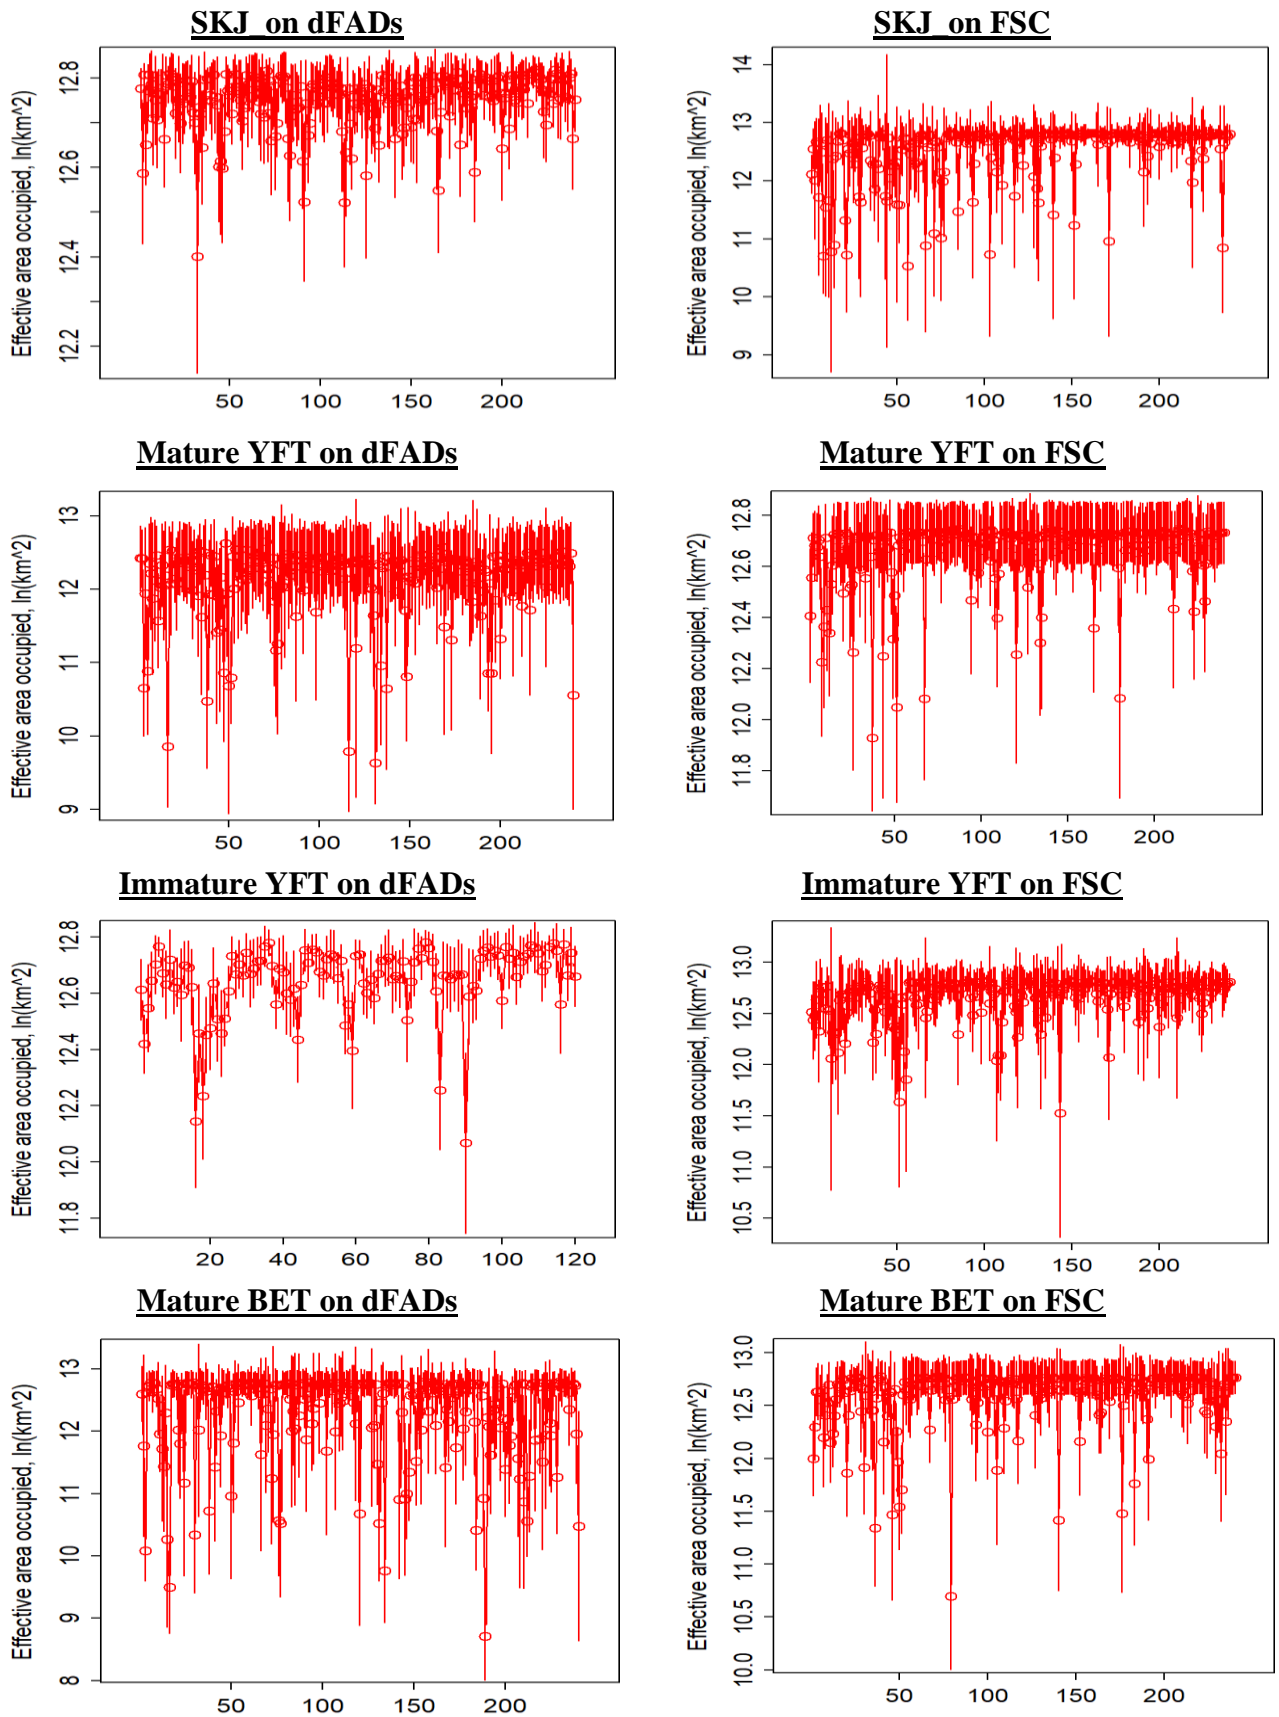 SKJ_on dFADs
Effective area occupied, ln(km^2)
12.8
12.6
12.4
12.2
50 100 150 200
SKJ_on FSC
Effective area occupied, ln(km^2)
14
13
12
11
10
9
50 100 150 200
Mature YFT on dFADs
Effective area occupied, ln(km^2)
13
12
11
10
9
50 100 150 200
Mature YFT on FSC
Effective area occupied, ln(km^2)
12.8
12.6
12.4
12.2
12.0
11.8
50 100 150 200
Immature YFT on dFADs
Effective area occupied, ln(km^2)
12.8
12.6
12.4
12.2
12.0
11.8
20 40 60 80 100 120
Immature YFT on FSC
Effective area occupied, ln(km^2)
13.0
12.5
12.0
11.5
11.0
10.5
50 100 150 200
Mature BET on dFADs
Effective area occupied, ln(km^2)
13
12
11
10
9
8
50 100 150 200
Mature BET on FSC
Effective area occupied, ln(km^2)
13.0
12.5
12.0
11.5
11.0
10.5
10.0
50 100 150 200